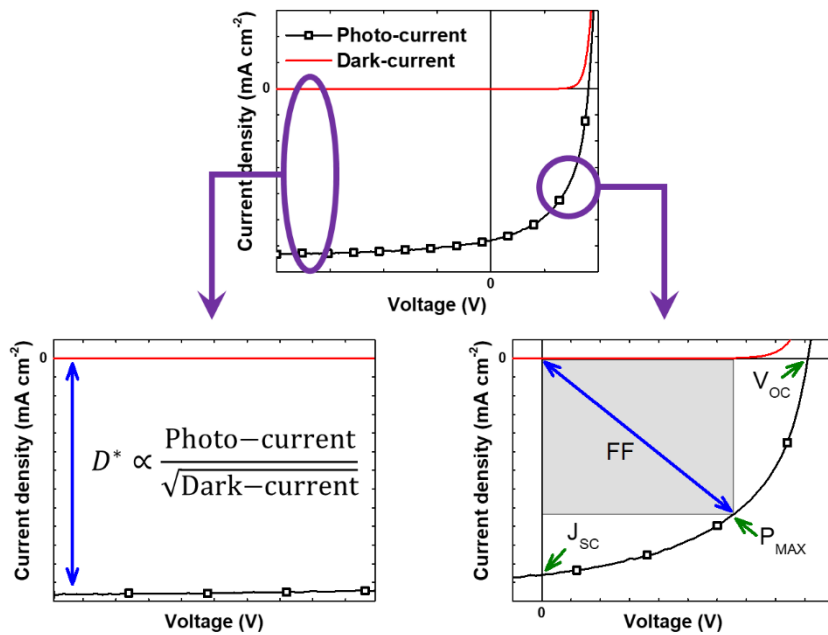 Photo-current
Dark-current
Current density (mA cm⁻²)
0
0
Voltage (V)
Current density (mA cm⁻²)
0
D* ∝ Photo−current / √Dark−current
Voltage (V)
Current density (mA cm⁻²)
0
V_OC
FF
J_SC
P_MAX
0
Voltage (V)